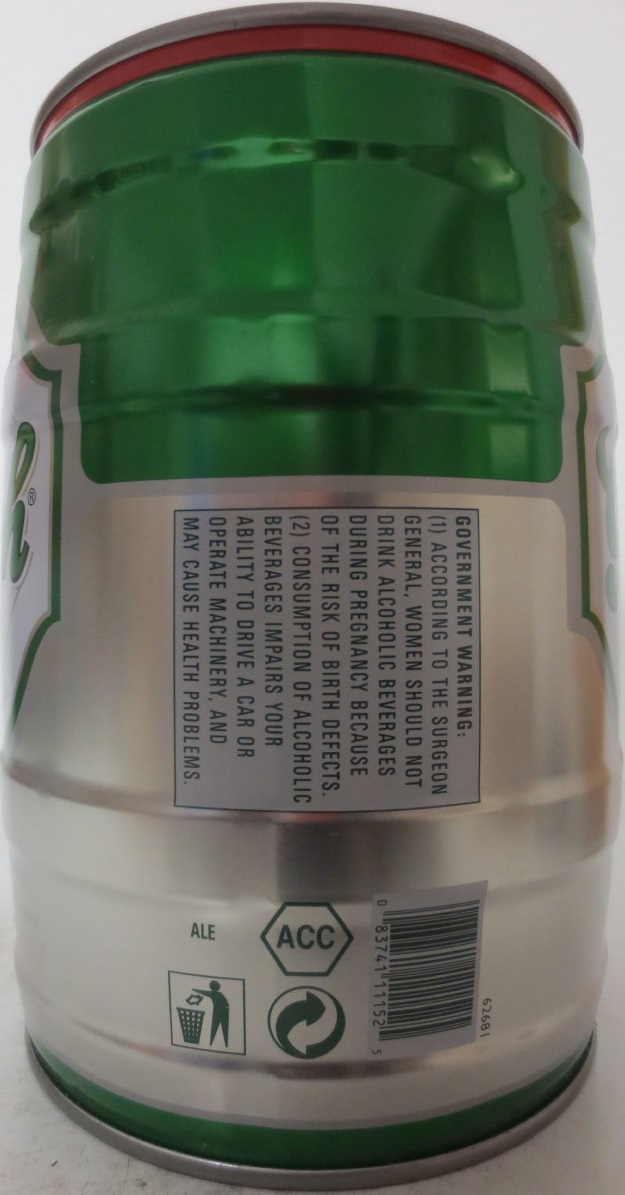 GOVERNMENT WARNING:
(1) ACCORDING TO THE SURGEON
GENERAL, WOMEN SHOULD NOT
DRINK ALCOHOLIC BEVERAGES
DURING PREGNANCY BECAUSE
OF THE RISK OF BIRTH DEFECTS.
(2) CONSUMPTION OF ALCOHOLIC
BEVERAGES IMPAIRS YOUR
ABILITY TO DRIVE A CAR OR
OPERATE MACHINERY, AND
MAY CAUSE HEALTH PROBLEMS.
62681
0 83741 11152 5
ACC
ALE
®